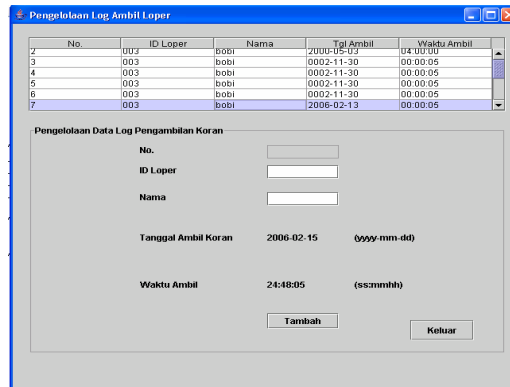 Pengelolaan Log Ambil Loper
No. ID Loper Nama Tgl Ambil Waktu Ambil
2 003 bobi 2000-05-03 04:00:00
3 003 bobi 0002-11-30 00:00:05
4 003 bobi 0002-11-30 00:00:05
5 003 bobi 0002-11-30 00:00:05
6 003 bobi 0002-11-30 00:00:05
7 003 bobi 2006-02-13 00:00:05
Pengelolaan Data Log Pengambilan Koran
No.
ID Loper
Nama
Tanggal Ambil Koran 2006-02-15 (yyyy-mm-dd)
Waktu Ambil 24:48:05 (ss:mmhh)
Tambah
Keluar